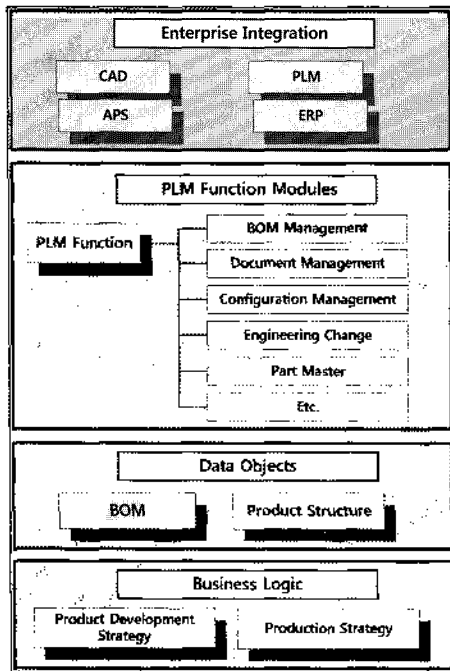 Enterprise Integration
CAD
PLM
APS
ERP
PLM Function Modules
PLM Function
BOM Management
Document Management
Configuration Management
Engineering Change
Part Master
Etc.
Data Objects
BOM
Product Structure
Business Logic
Product Development
Strategy
Production Strategy